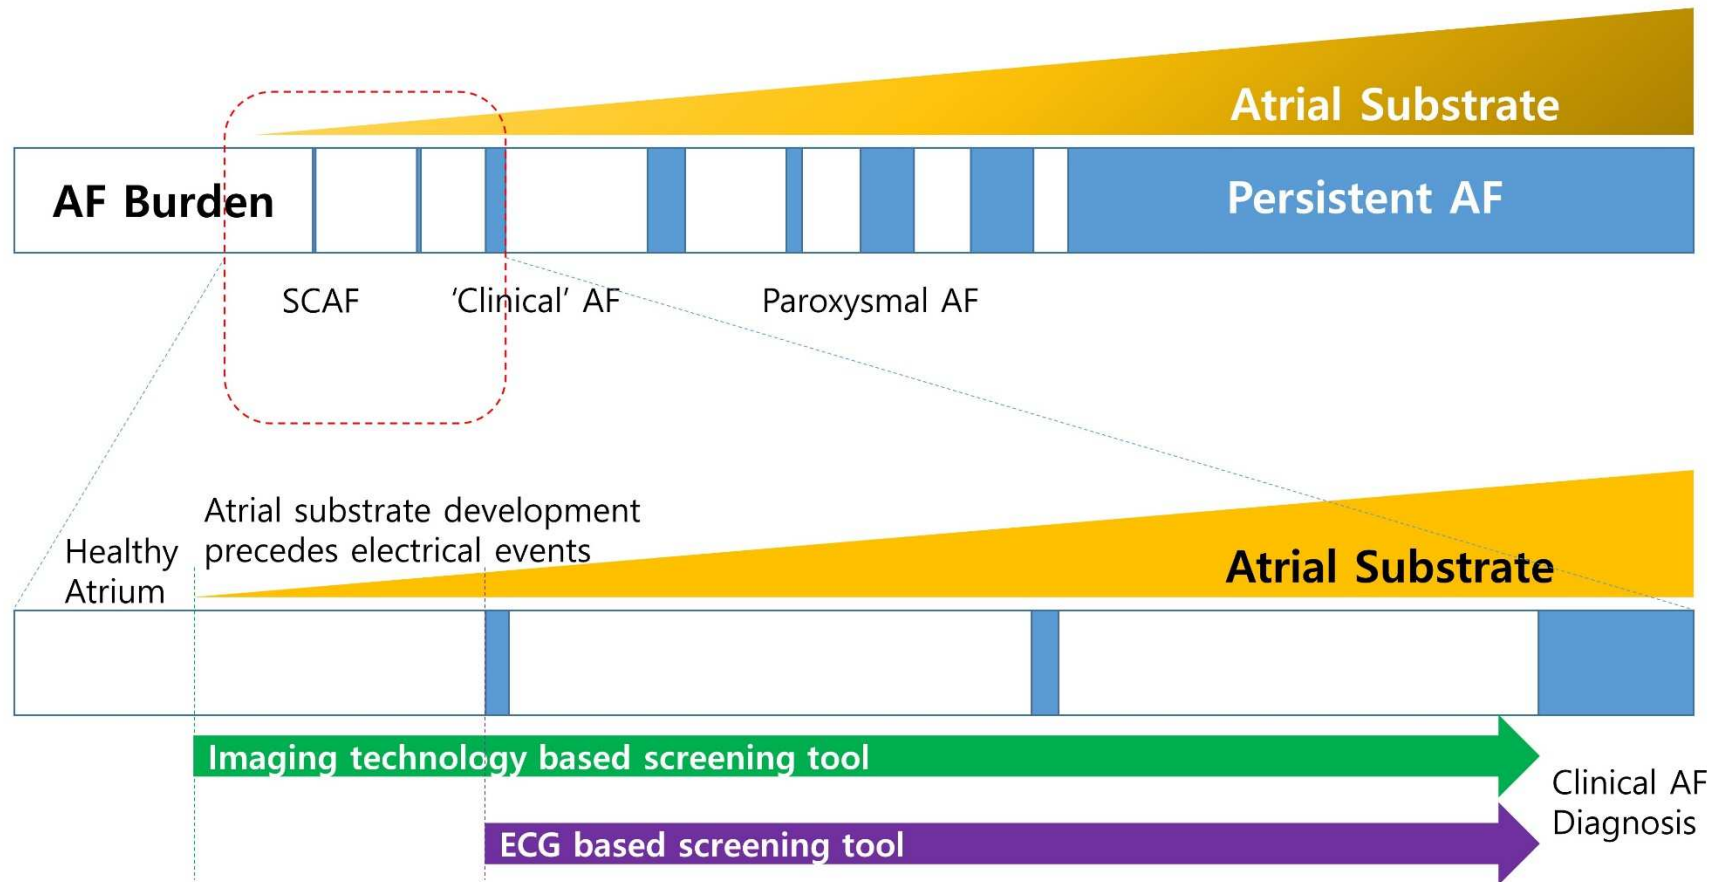 Atrial Substrate
AF Burden
Persistent AF
SCAF
‘Clinical’ AF
Paroxysmal AF
Atrial substrate development
precedes electrical events
Healthy
Atrium
Atrial Substrate
Imaging technology based screening tool
ECG based screening tool
Clinical AF
Diagnosis